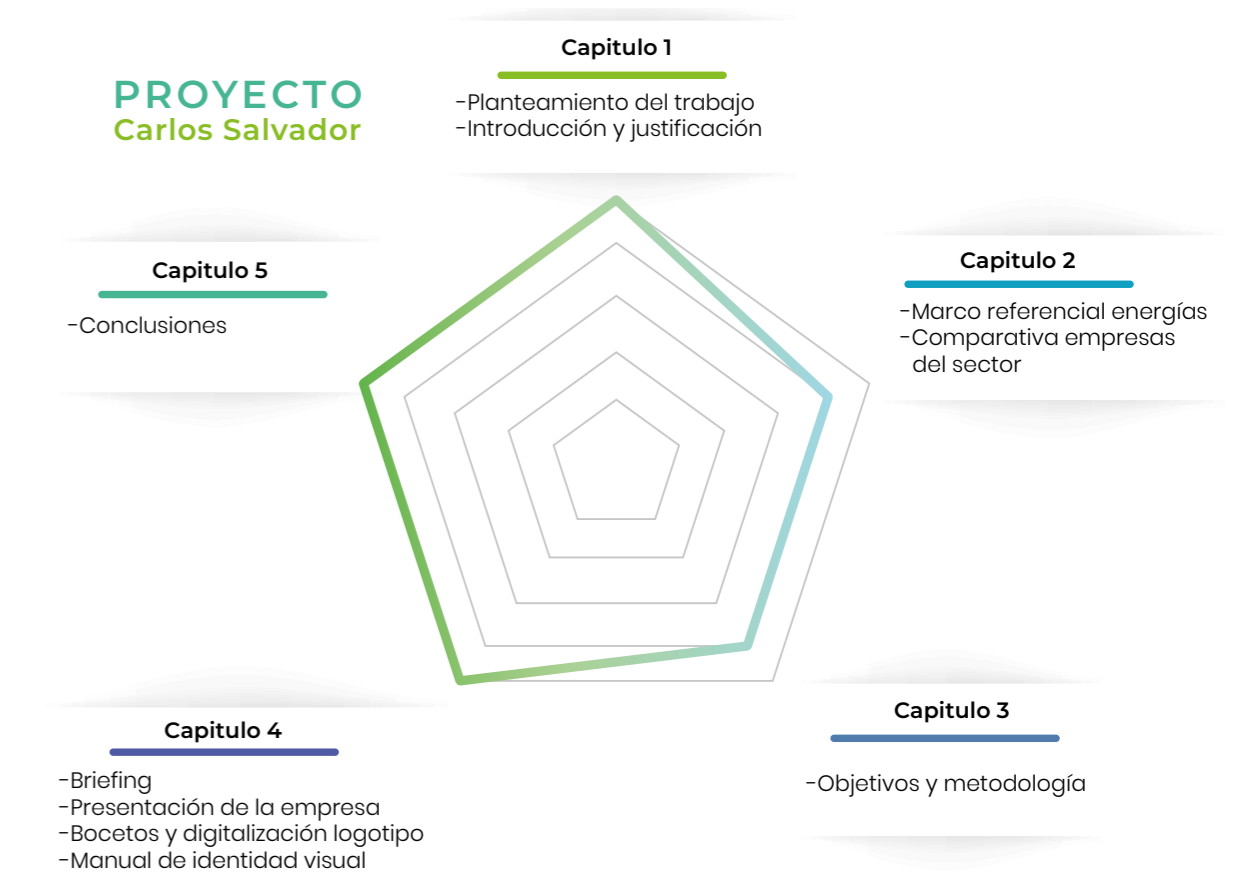 PROYECTO
Carlos Salvador
Capitulo 1
-Planteamiento del trabajo
-Introducción y justificación
Capitulo 2
-Marco referencial energías
-Comparativa empresas
del sector
Capitulo 3
-Objetivos y metodología
Capitulo 4
-Briefing
-Presentación de la empresa
-Bocetos y digitalización logotipo
-Manual de identidad visual
Capitulo 5
-Conclusiones